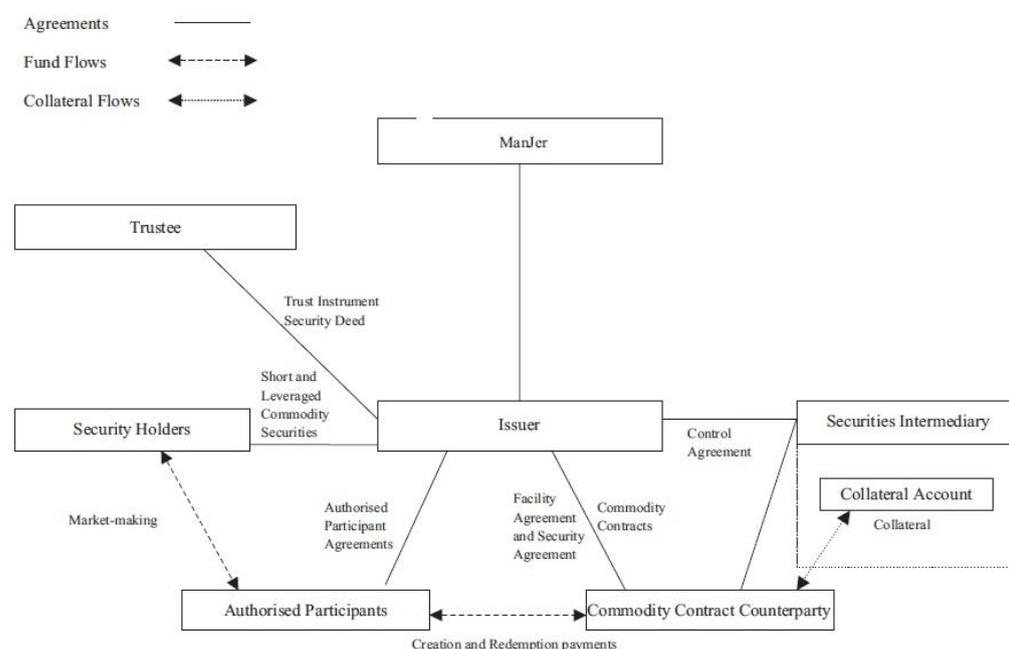 Agreements
Fund Flows
Collateral Flows
ManJer
Trustee
Trust Instrument
Security Deed
Short and
Leveraged
Commodity
Securities
Security Holders
Issuer
Control
Agreement
Securities Intermediary
Collateral Account
Collateral
Market-making
Authorised
Participant
Agreements
Facility
Agreement
and Security
Agreement
Commodity
Contracts
Authorised Participants
Commodity Contract Counterparty
Creation and Redemption payments